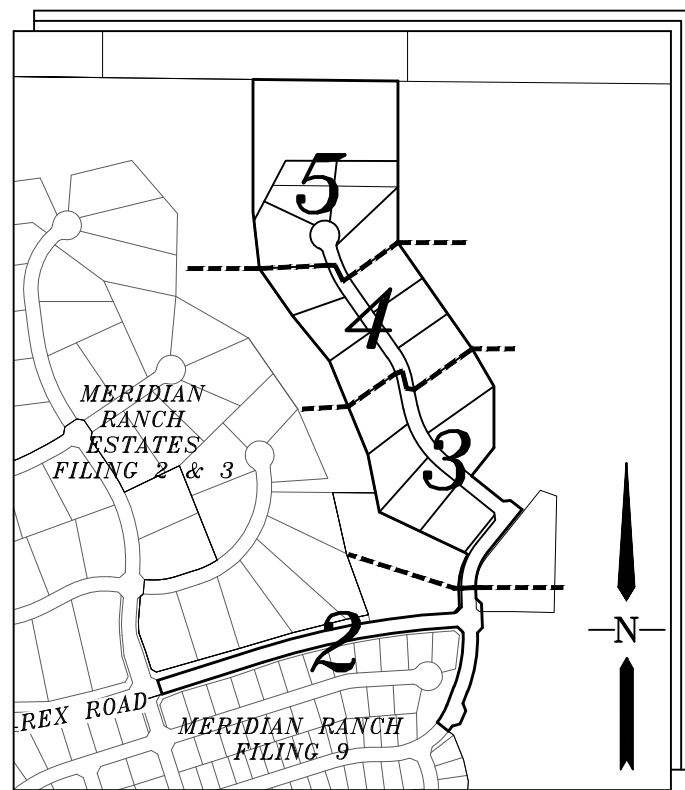 5
4
MERIDIAN
RANCH
ESTATES
FILING 2 & 3
3
N
2
REX ROAD
MERIDIAN RANCH
FILING 9